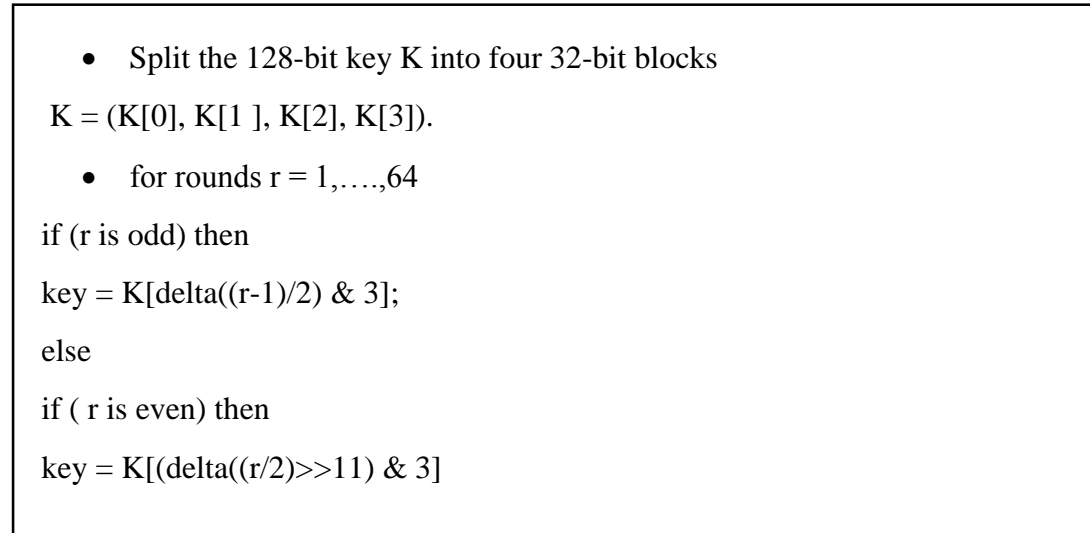 • Split the 128-bit key K into four 32-bit blocks
K = (K[0], K[1 ], K[2], K[3]).
• for rounds r = 1,….,64
if (r is odd) then
key = K[delta((r-1)/2) & 3];
else
if ( r is even) then
key = K[(delta((r/2)>>11) & 3]